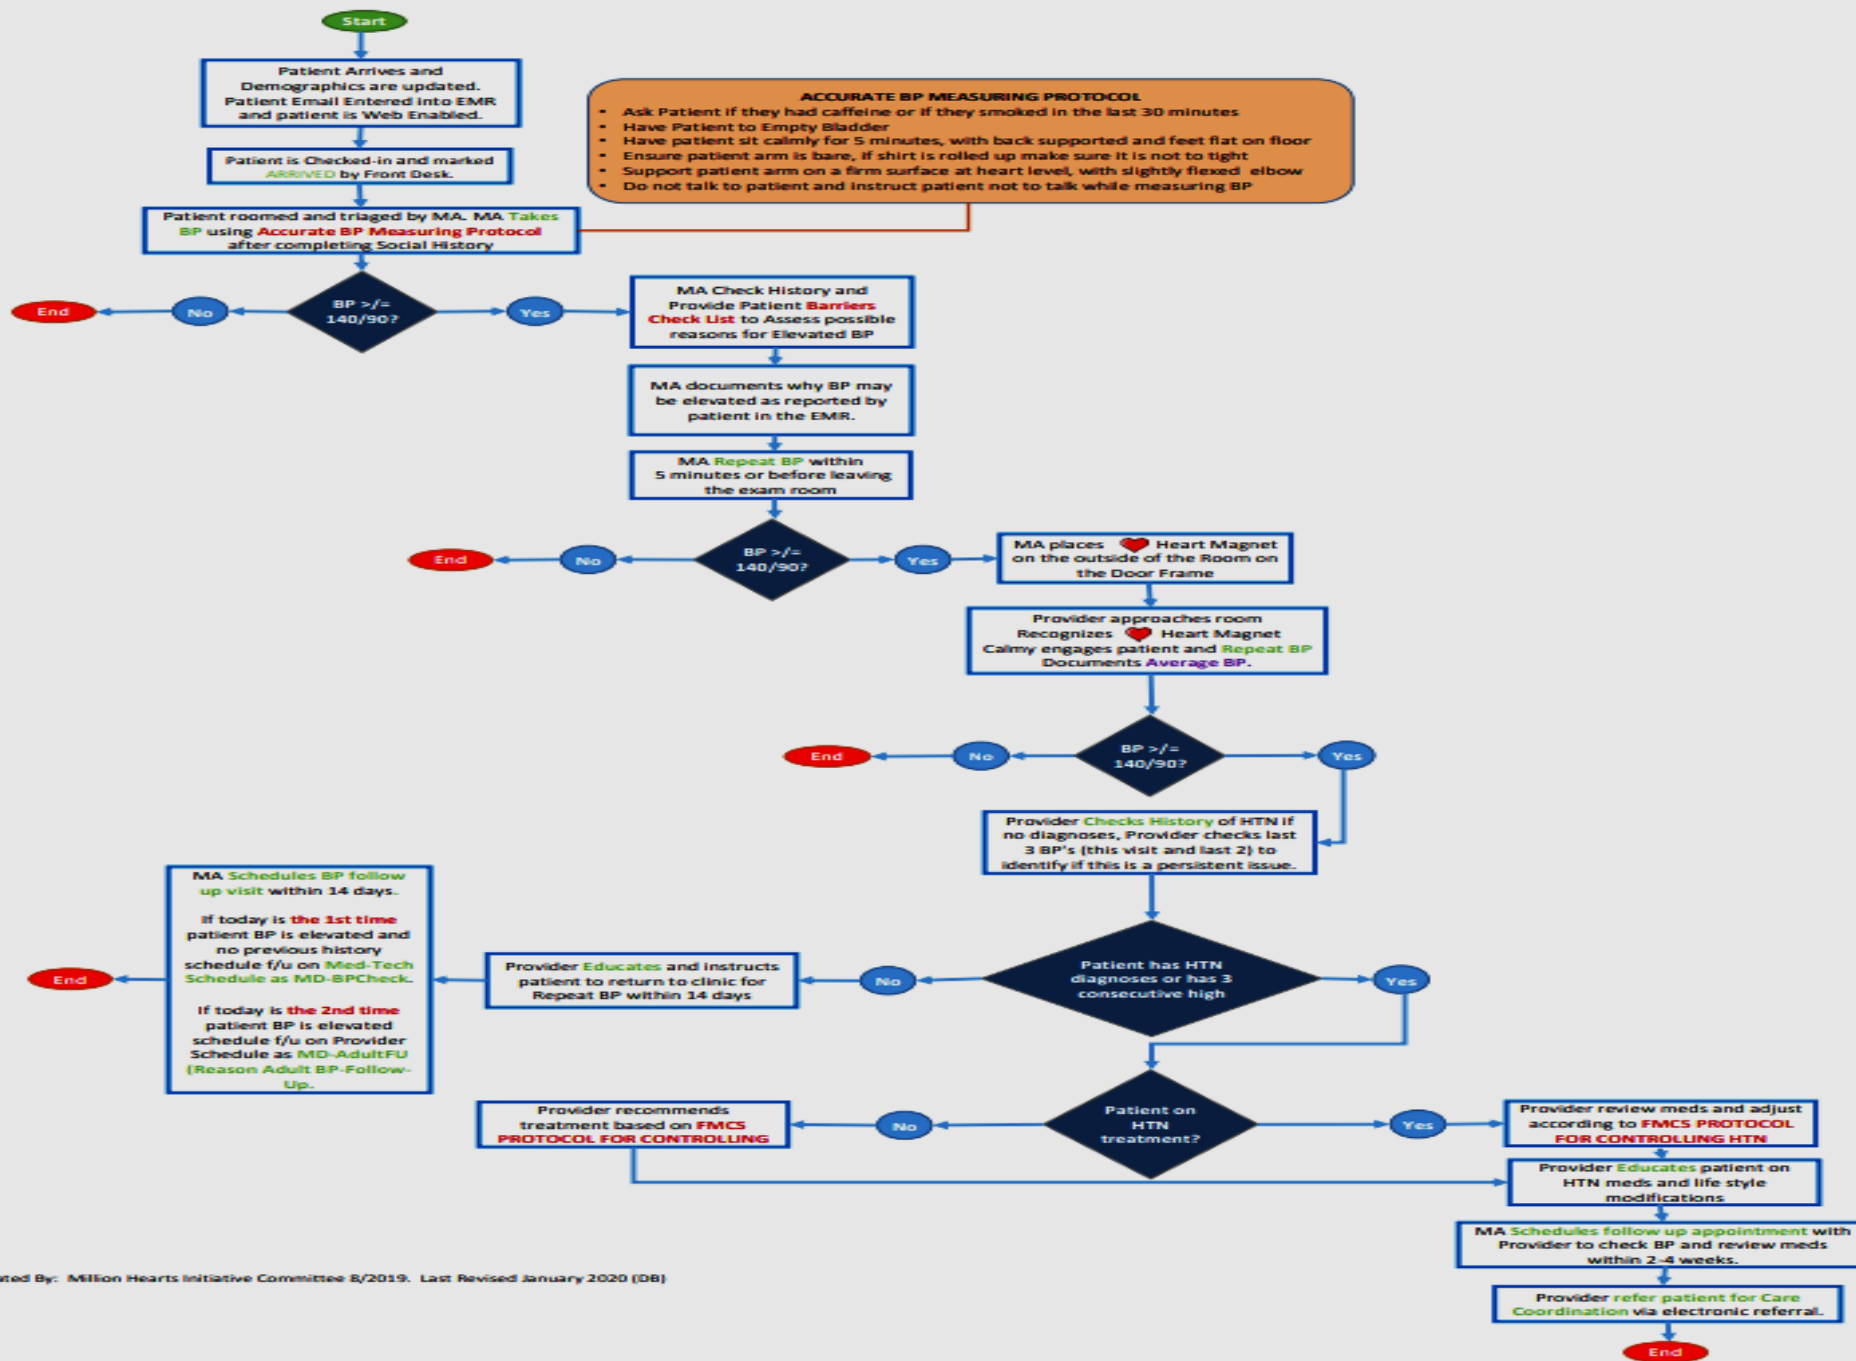 Start
Patient Arrives and
Demographics are updated.
Patient Email Entered into EMR
and patient is Web Enabled.
ACCURATE BP MEASURING PROTOCOL
• Ask Patient if they had caffeine or if they smoked in the last 30 minutes
• Have Patient to Empty Bladder
• Have patient sit calmly for 5 minutes, with back supported and feet flat on floor
• Ensure patient arm is bare, if shirt is rolled up make sure it is not to tight
• Support patient arm on a firm surface at heart level, with slightly flexed elbow
• Do not talk to patient and instruct patient not to talk while measuring BP
Patient is Checked-in and marked
ARRIVED by Front Desk.
Patient roomed and triaged by MA. MA Takes
BP using Accurate BP Measuring Protocol
after completing Social History
End
No
BP >/=
140/90?
Yes
MA Check History and
Provide Patient Barriers
Check List to Assess possible
reasons for Elevated BP
MA documents why BP may
be elevated as reported by
patient in the EMR.
MA Repeat BP within
5 minutes or before leaving
the exam room
End
No
BP >/=
140/90?
Yes
MA places Heart Magnet
on the outside of the Room on
the Door Frame
Provider approaches room
Recognizes Heart Magnet
Calmy engages patient and Repeat BP
Documents Average BP.
End
No
BP >/=
140/90?
Yes
Provider Checks History of HTN if
no diagnoses, Provider checks last
3 BP's (this visit and last 2) to
identify if this is a persistent issue.
Patient has HTN
diagnoses or has 3
consecutive high
Yes
No
Provider Educates and instructs
patient to return to clinic for
Repeat BP within 14 days
MA Schedules BP follow
up visit within 14 days.
If today is the 1st time
patient BP is elevated and
no previous history
schedule f/u on Med-Tech
Schedule as MD-BPCheck.
If today is the 2nd time
patient BP is elevated
schedule f/u on Provider
Schedule as MD-AdultFU
(Reason Adult BP-Follow-
Up.
End
Patient on
HTN
treatment?
No
Provider recommends
treatment based on FMCS
PROTOCOL FOR CONTROLLING
Yes
Provider review meds and adjust
according to FMCS PROTOCOL
FOR CONTROLLING HTN
Provider Educates patient on
HTN meds and life style
modifications
MA Schedules follow up appointment with
Provider to check BP and review meds
within 2-4 weeks.
Provider refer patient for Care
Coordination via electronic referral.
End
By: Million Hearts Initiative Committee 8/2019. Last Revised January 2020 (DB)